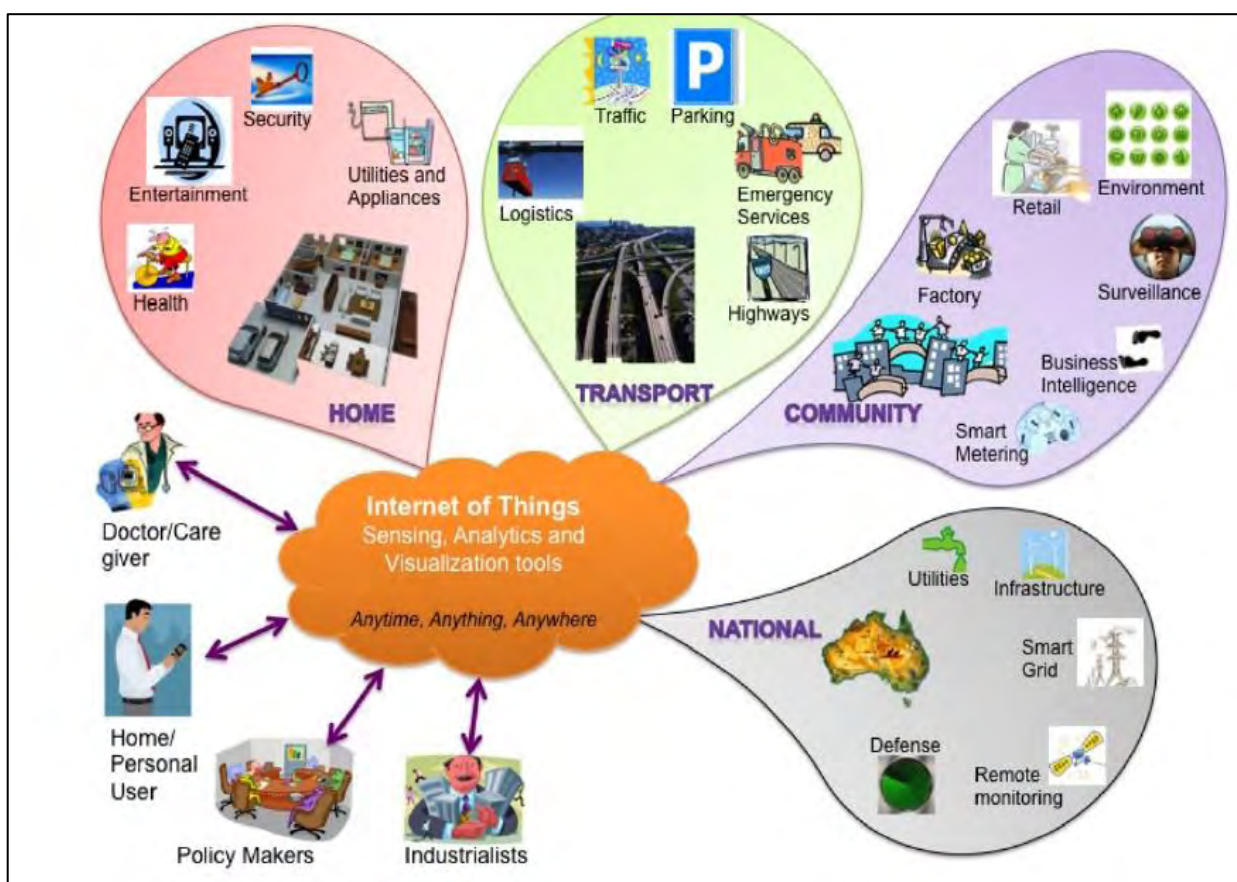 Security
Entertainment
Utilities and
Appliances
Health
HOME
Traffic
P
Parking
Logistics
Emergency
Services
Highways
TRANSPORT
Retail
Environment
Factory
Surveillance
Business
Intelligence
COMMUNITY
Smart
Metering
Internet of Things
Sensing, Analytics and
Visualization tools
Anytime, Anything, Anywhere
Doctor/Care
giver
Home/
Personal
User
Policy Makers
Industrialists
NATIONAL
Utilities
Infrastructure
Smart
Grid
Defense
Remote
monitoring